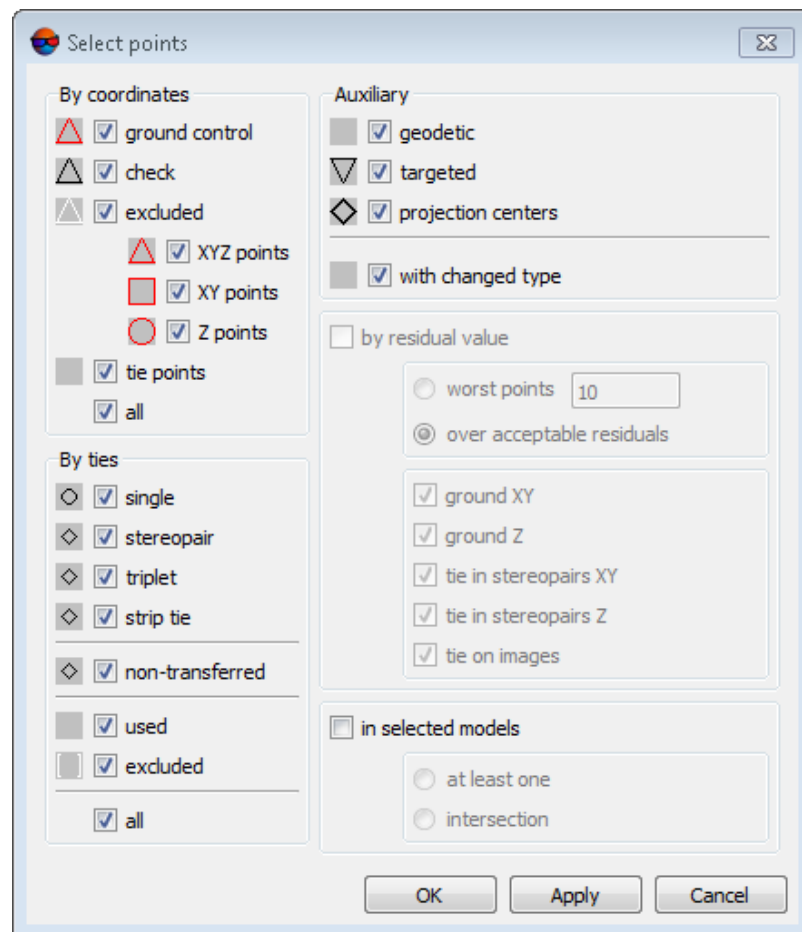 Select points
By coordinates
ground control
check
excluded
XYZ points
XY points
Z points
tie points
all
By ties
single
stereopair
triplet
strip tie
non-transferred
used
excluded
all
Auxiliary
geodetic
targeted
projection centers
with changed type
by residual value
worst points 10
over acceptable residuals
ground XY
ground Z
tie in stereopairs XY
tie in stereopairs Z
tie on images
in selected models
at least one
intersection
OK Apply Cancel